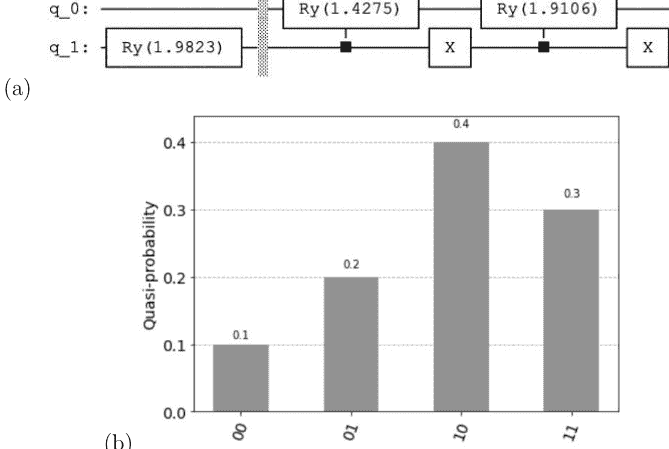 q_0: Ry(1.4275) Ry(1.9106)
q_1: Ry(1.9823) X X
(a)
0.4
0.4
0.3
0.3
0.2
0.2
0.1
0.1
0.0
Quasi-probability
00 01 10 11
(b)